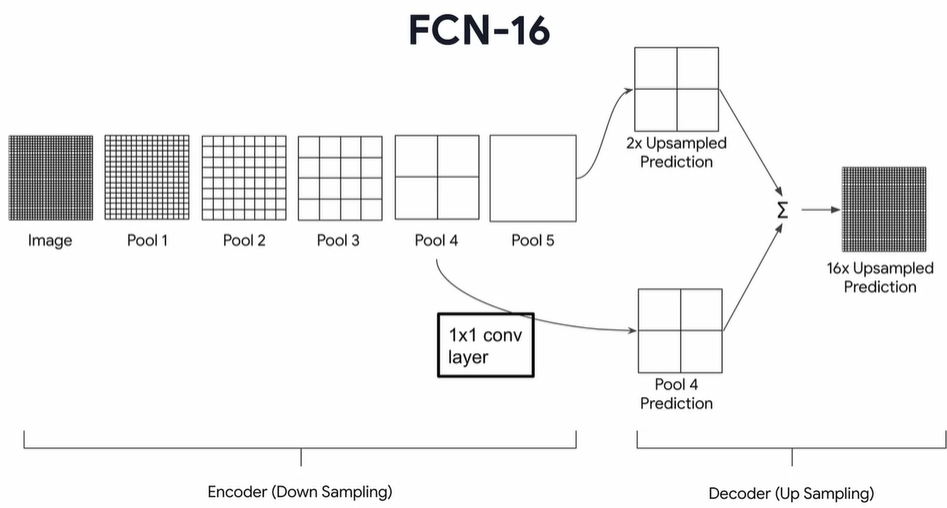 FCN-16
2x Upsampled
Prediction
Image
Pool 1
Pool 2
Pool 3
Pool 4
Pool 5
Σ
16x Upsampled
Prediction
1x1 conv
layer
Pool 4
Prediction
Encoder (Down Sampling)
Decoder (Up Sampling)